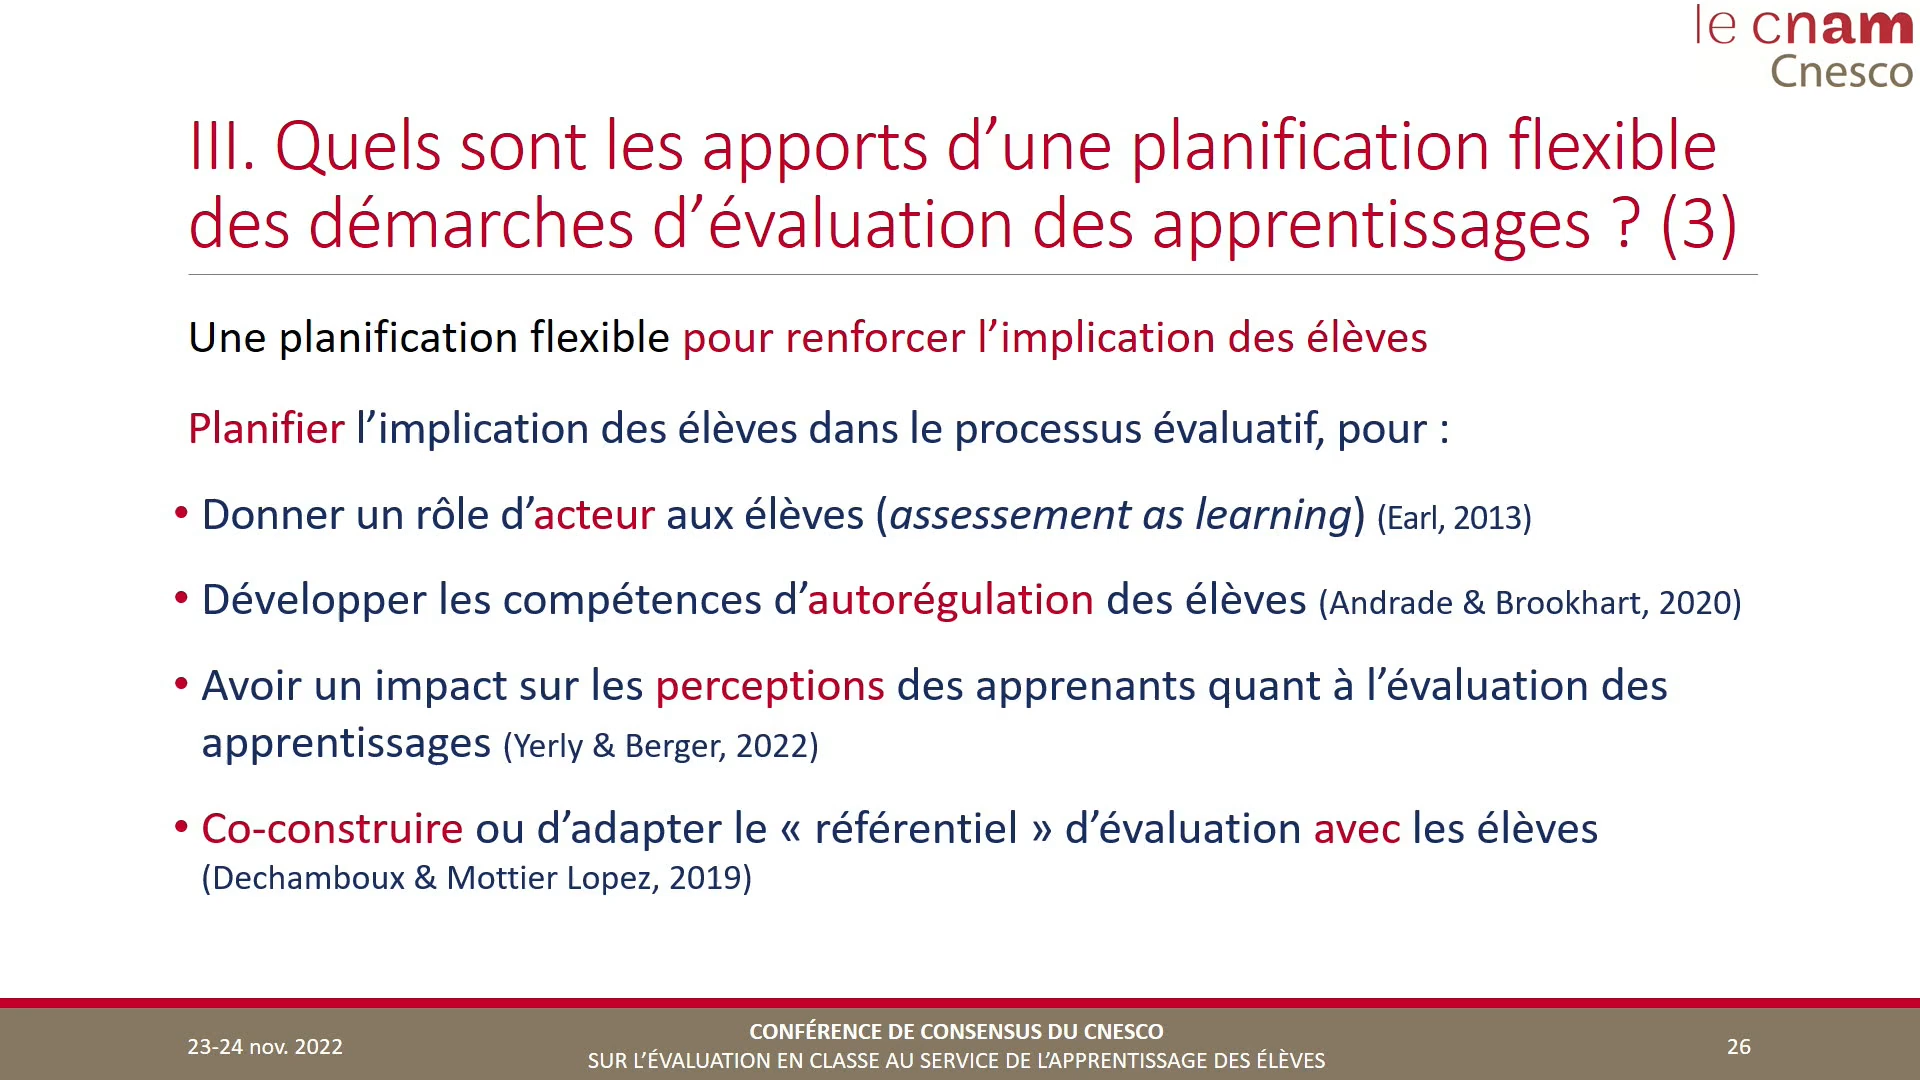 le cnam
Cnesco
III. Quels sont les apports d’une planification flexible
des démarches d’évaluation des apprentissages ? (3)
Une planification flexible pour renforcer l’implication des élèves
Planifier l’implication des élèves dans le processus évaluatif, pour :
• Donner un rôle d’acteur aux élèves (assessement as learning) (Earl, 2013)
• Développer les compétences d’autorégulation des élèves (Andrade & Brookhart, 2020)
• Avoir un impact sur les perceptions des apprenants quant à l’évaluation des
apprentissages (Yerly & Berger, 2022)
• Co-construire ou d’adapter le « référentiel » d’évaluation avec les élèves
(Dechamboux & Mottier Lopez, 2019)
23-24 nov. 2022
CONFÉRENCE DE CONSENSUS DU CNESCO
SUR L’ÉVALUATION EN CLASSE AU SERVICE DE L’APPRENTISSAGE DES ÉLÈVES
26